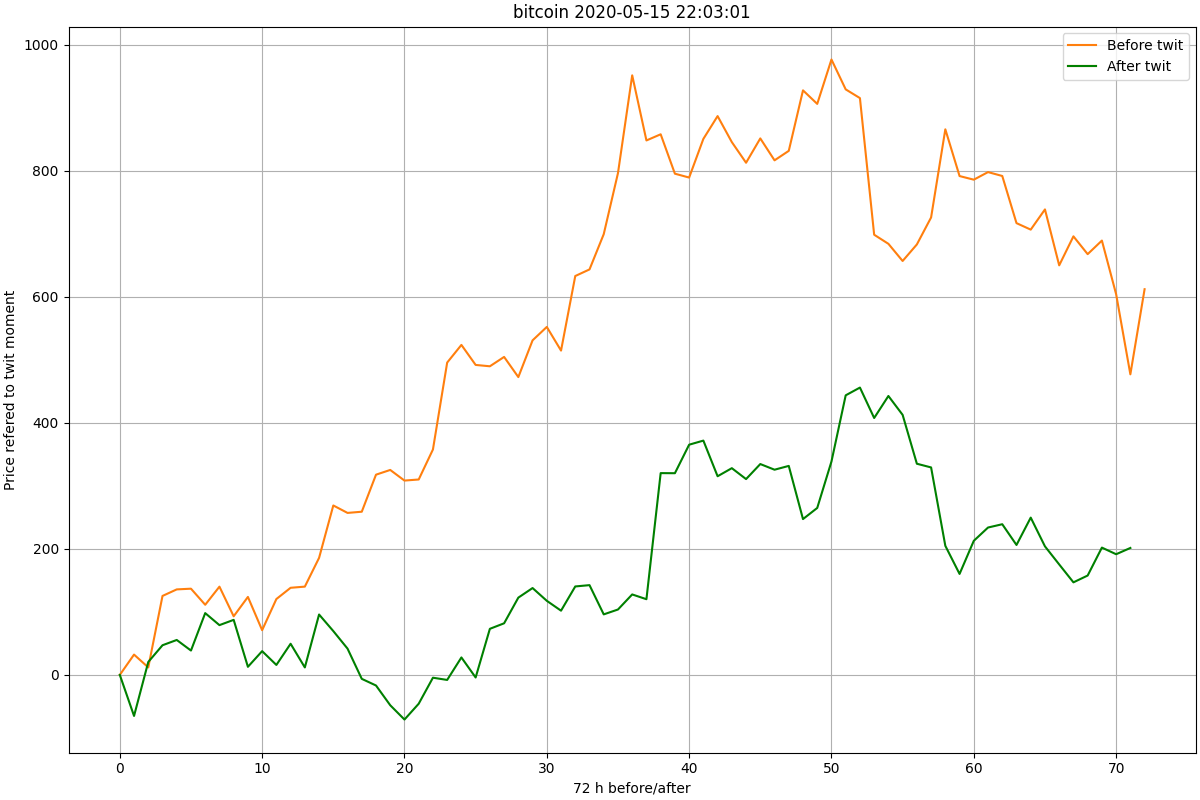 bitcoin 2020-05-15 22:03:01
Before twit
After twit
1000
800
600
400
200
0
Price refered to twit moment
0 10 20 30 40 50 60 70
72 h before/after